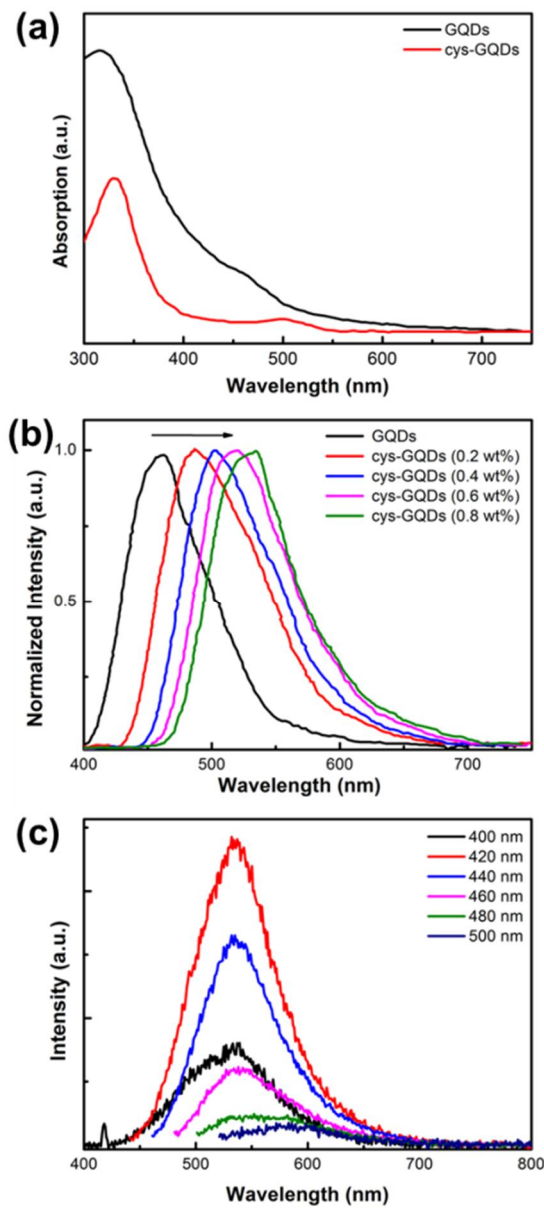 (a)
GQDs
cys-GQDs
Absorption (a.u.)
300 400 500 600 700
Wavelength (nm)
(b)
GQDs
cys-GQDs (0.2 wt%)
cys-GQDs (0.4 wt%)
cys-GQDs (0.6 wt%)
cys-GQDs (0.8 wt%)
1.0
0.5
Normalized Intensity (a.u.)
400 500 600 700
Wavelength (nm)
(c)
400 nm
420 nm
440 nm
460 nm
480 nm
500 nm
Intensity (a.u.)
400 500 600 700 800
Wavelength (nm)